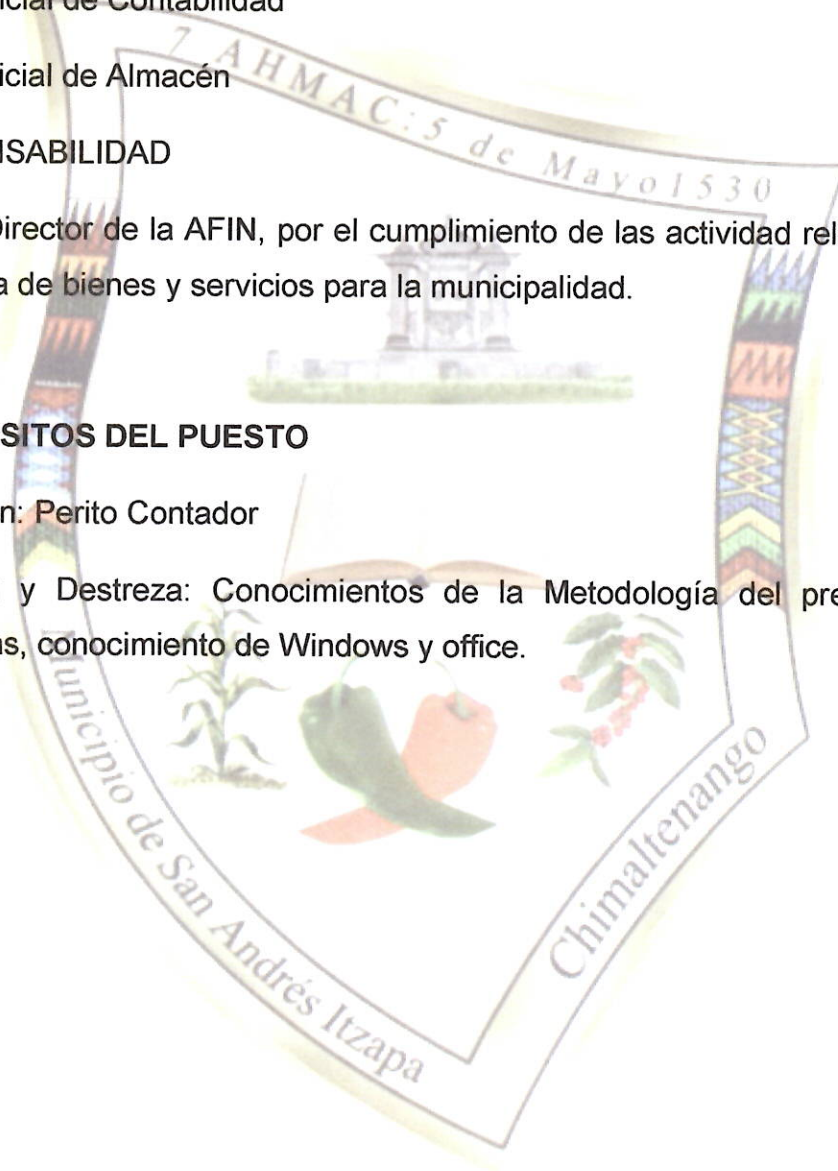 icial de Contabilidad
icial de Almacén
NSABILIDAD
Director de la AFIN, por el cumplimiento de las actividad rel
a de bienes y servicios para la municipalidad.
SITOS DEL PUESTO
n: Perito Contador
y Destreza: Conocimientos de la Metodología del pre
as, conocimiento de Windows y office.
7 AHMAC: 5 de Mayo 1530
Municipio de San Andrés Itzapa
Chimaltenango